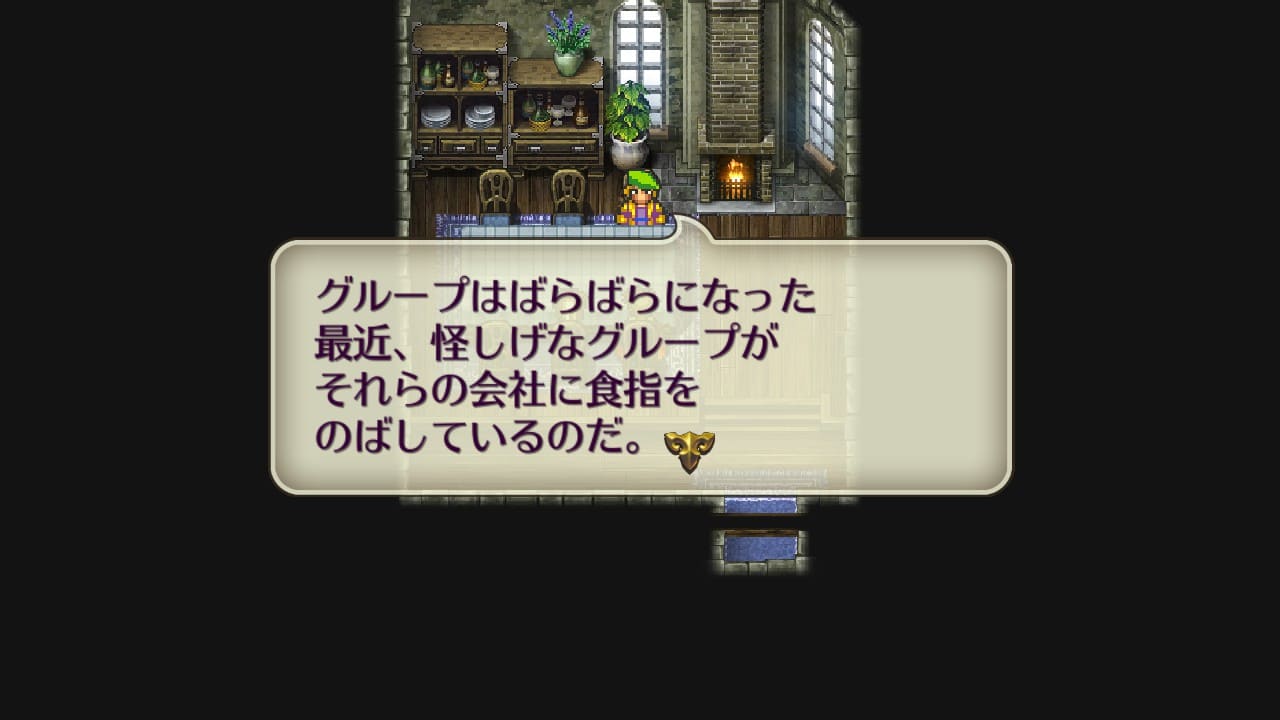 グループはばらばらになった
最近、怪しげなグループが
それらの会社に食指を
のばしているのだ。